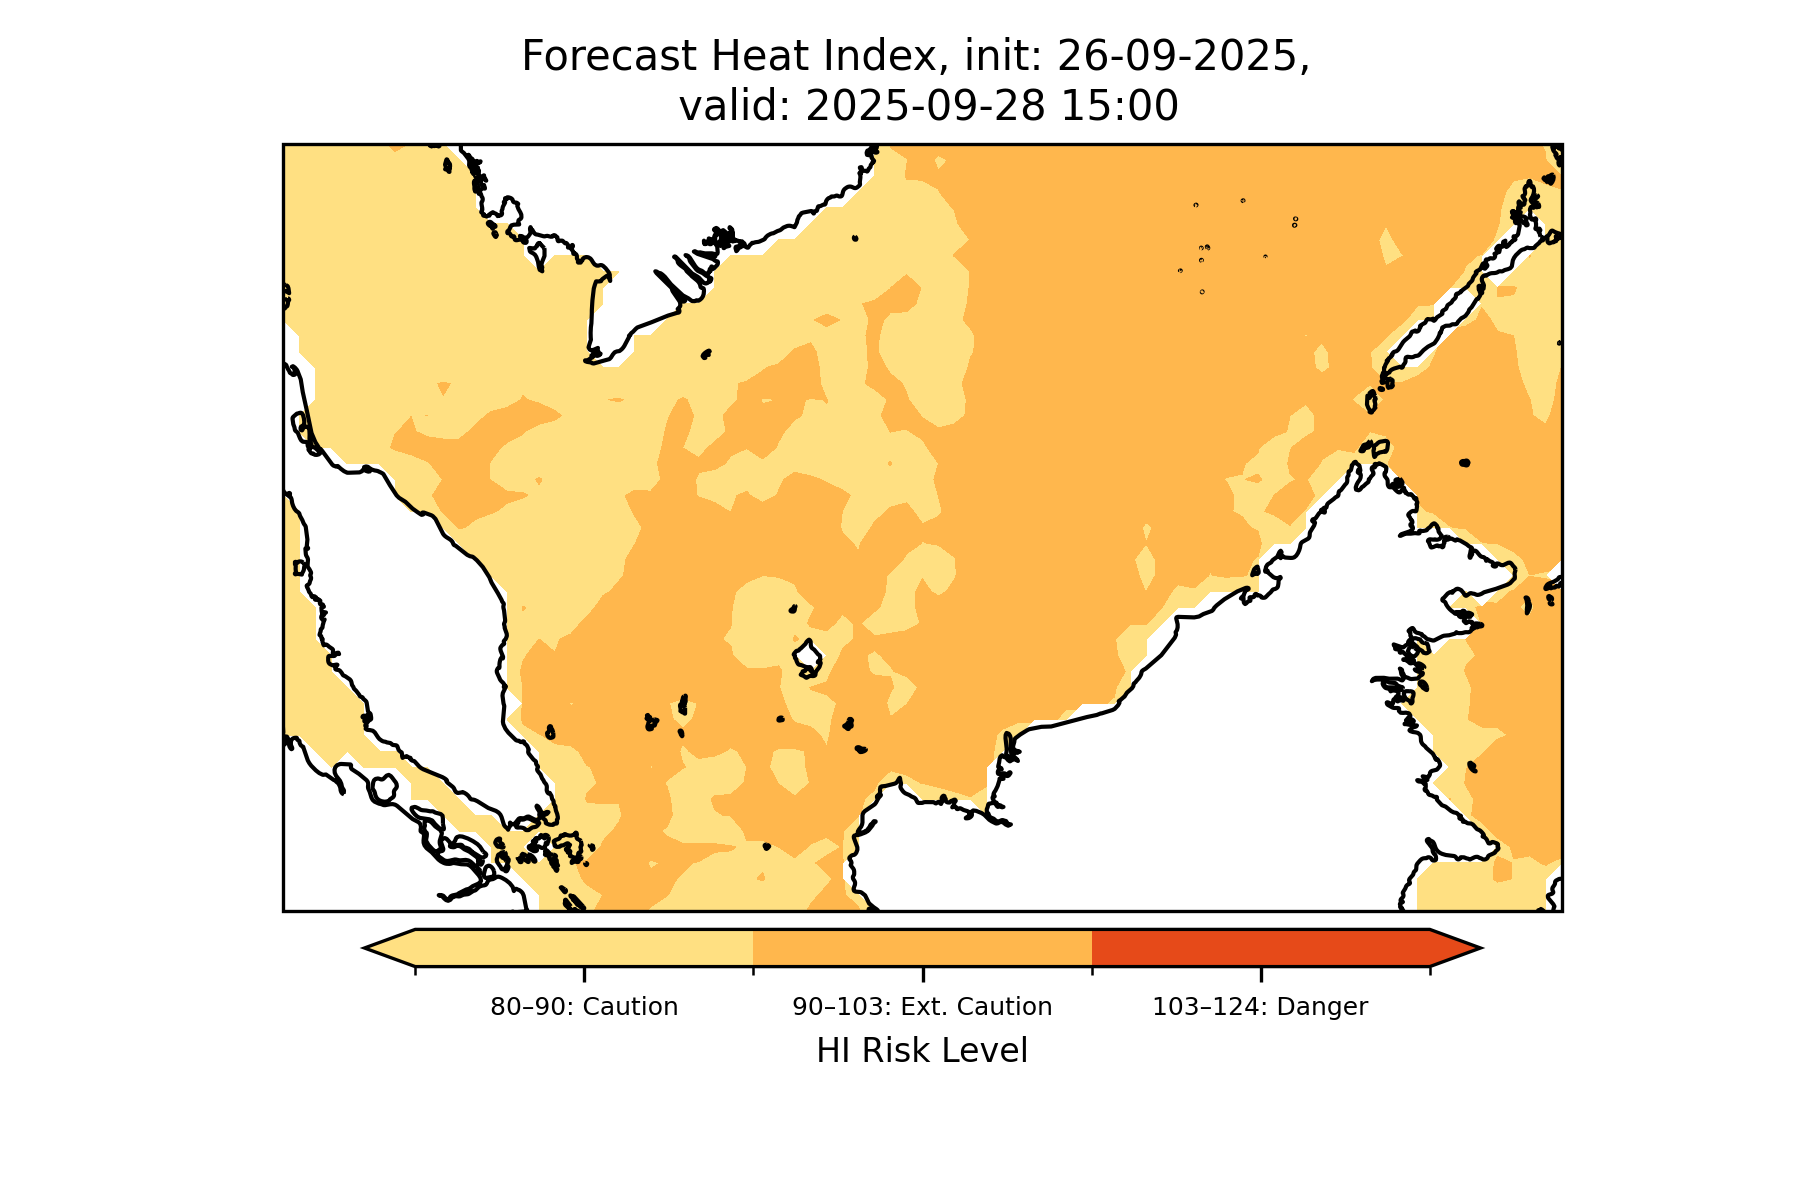 Forecast Heat Index, init: 26-09-2025,
valid: 2025-09-28 15:00
80–90: Caution
90–103: Ext. Caution
103–124: Danger
HI Risk Level